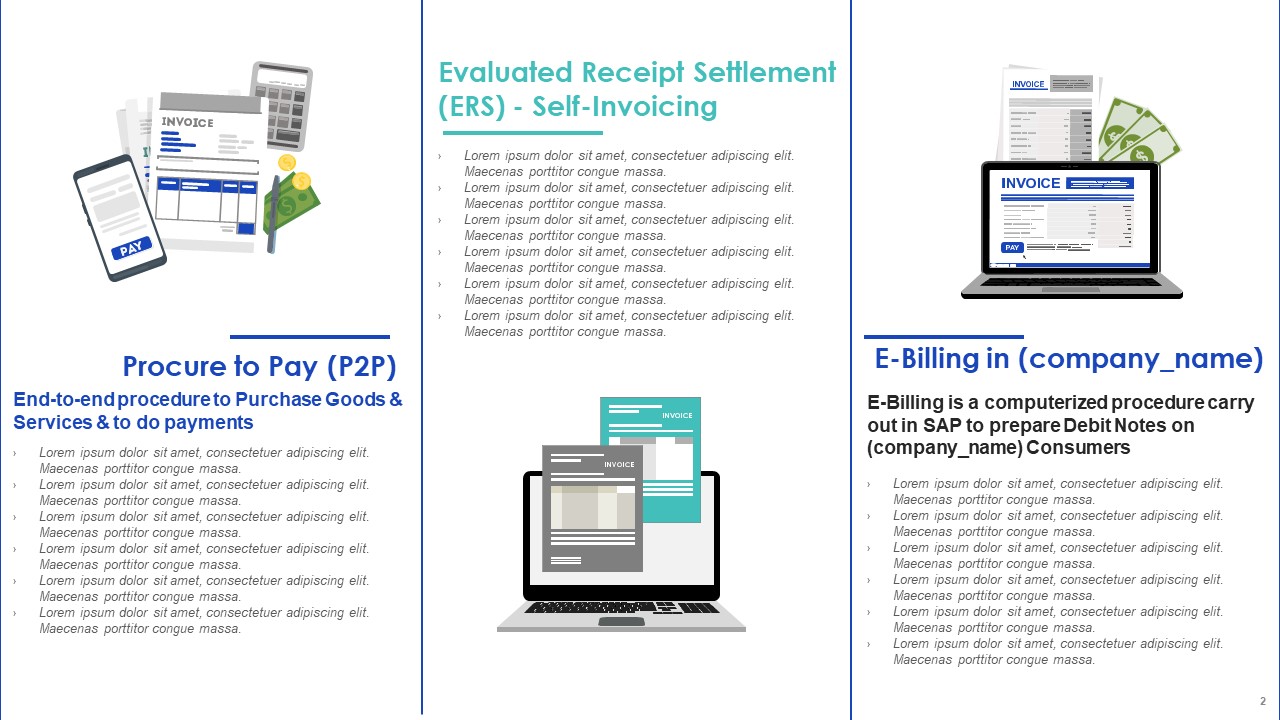 INVOICE
PAY
Procure to Pay (P2P)
End-to-end procedure to Purchase Goods &
Services & to do payments
› Lorem ipsum dolor sit amet, consectetuer adipiscing elit.
Maecenas porttitor congue massa.
› Lorem ipsum dolor sit amet, consectetuer adipiscing elit.
Maecenas porttitor congue massa.
› Lorem ipsum dolor sit amet, consectetuer adipiscing elit.
Maecenas porttitor congue massa.
› Lorem ipsum dolor sit amet, consectetuer adipiscing elit.
Maecenas porttitor congue massa.
› Lorem ipsum dolor sit amet, consectetuer adipiscing elit.
Maecenas porttitor congue massa.
› Lorem ipsum dolor sit amet, consectetuer adipiscing elit.
Maecenas porttitor congue massa.
Evaluated Receipt Settlement
(ERS) - Self-Invoicing
› Lorem ipsum dolor sit amet, consectetuer adipiscing elit.
Maecenas porttitor congue massa.
› Lorem ipsum dolor sit amet, consectetuer adipiscing elit.
Maecenas porttitor congue massa.
› Lorem ipsum dolor sit amet, consectetuer adipiscing elit.
Maecenas porttitor congue massa.
› Lorem ipsum dolor sit amet, consectetuer adipiscing elit.
Maecenas porttitor congue massa.
› Lorem ipsum dolor sit amet, consectetuer adipiscing elit.
Maecenas porttitor congue massa.
› Lorem ipsum dolor sit amet, consectetuer adipiscing elit.
Maecenas porttitor congue massa.
INVOICE
INVOICE
INVOICE
INVOICE
PAY
E-Billing in (company_name)
E-Billing is a computerized procedure carry
out in SAP to prepare Debit Notes on
(company_name) Consumers
› Lorem ipsum dolor sit amet, consectetuer adipiscing elit.
Maecenas porttitor congue massa.
› Lorem ipsum dolor sit amet, consectetuer adipiscing elit.
Maecenas porttitor congue massa.
› Lorem ipsum dolor sit amet, consectetuer adipiscing elit.
Maecenas porttitor congue massa.
› Lorem ipsum dolor sit amet, consectetuer adipiscing elit.
Maecenas porttitor congue massa.
› Lorem ipsum dolor sit amet, consectetuer adipiscing elit.
Maecenas porttitor congue massa.
› Lorem ipsum dolor sit amet, consectetuer adipiscing elit.
Maecenas porttitor congue massa.
2